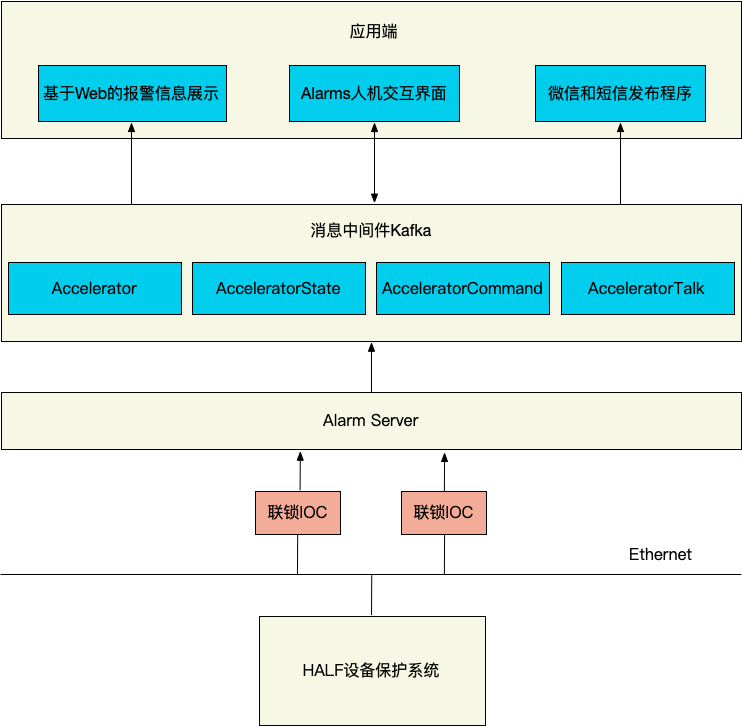 应用端
基于Web的报警信息展示
Alarms人机交互界面
微信和短信发布程序
消息中间件Kafka
Accelerator
AcceleratorState
AcceleratorCommand
AcceleratorTalk
Alarm Server
联锁IOC
联锁IOC
Ethernet
HALF设备保护系统